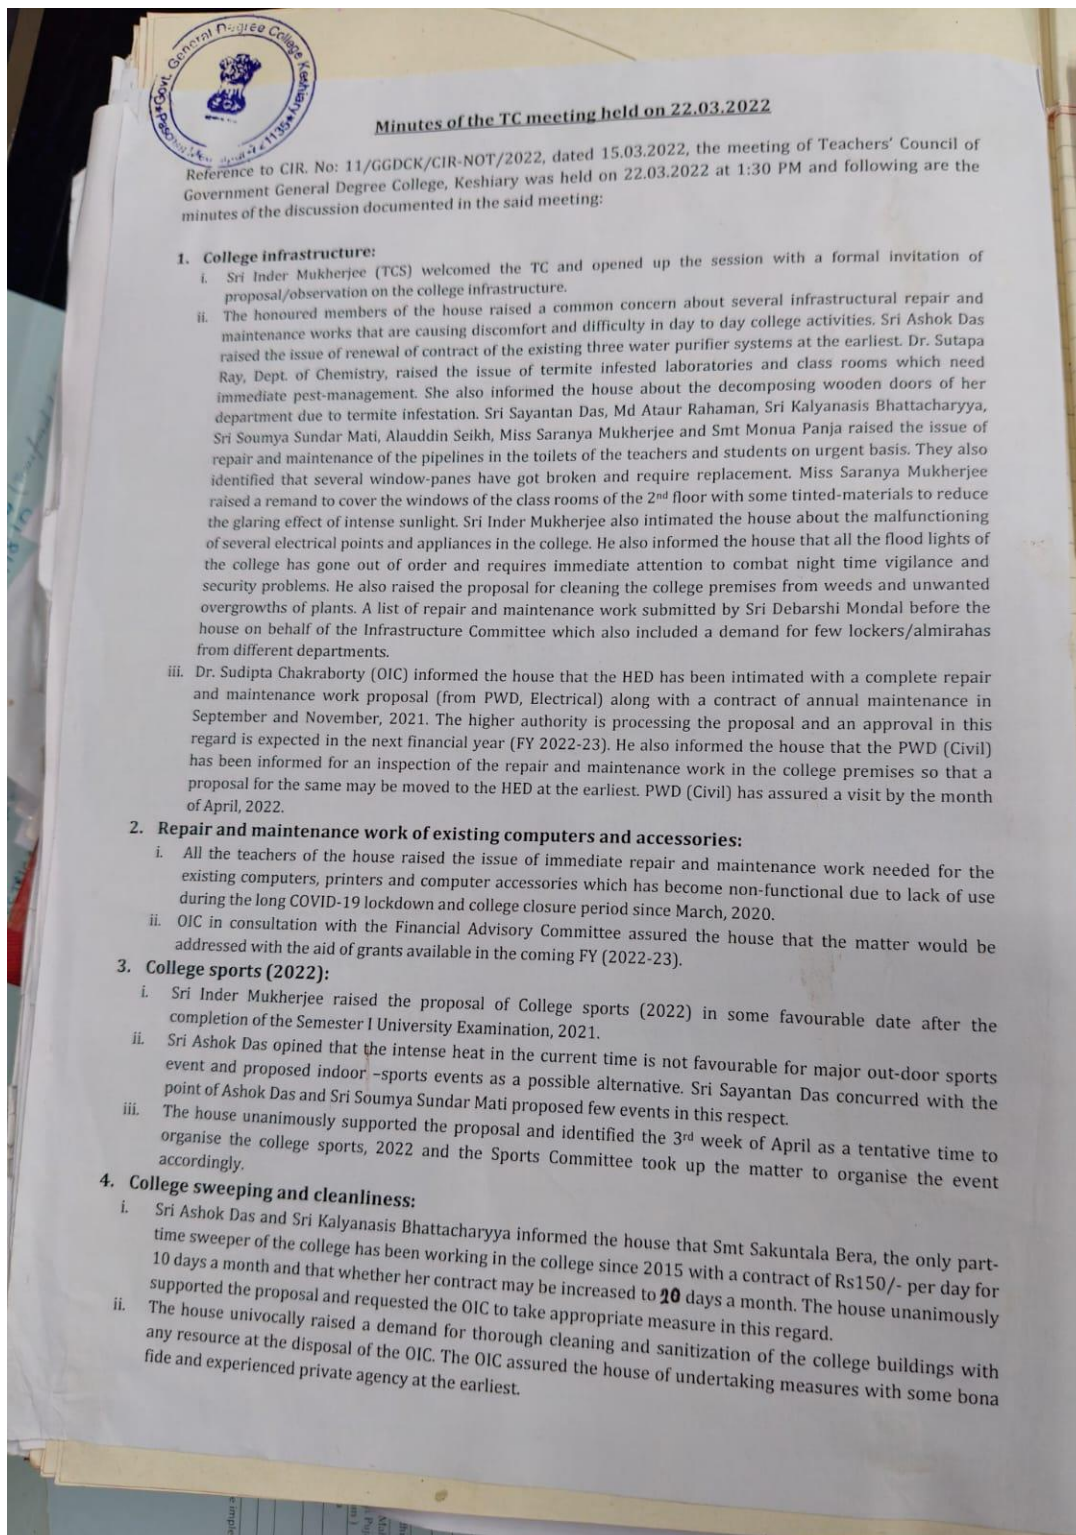 Govt. General Degree College Keshiary
Minutes of the TC meeting held on 22.03.2022
Reference to CIR. No: 11/GGDCK/CIR-NOT/2022, dated 15.03.2022, the meeting of Teachers' Council of
Government General Degree College, Keshiary was held on 22.03.2022 at 1:30 PM and following are the
minutes of the discussion documented in the said meeting:
1. College infrastructure:
i. Sri Inder Mukherjee (TCS) welcomed the TC and opened up the session with a formal invitation of
proposal/observation on the college infrastructure.
ii. The honoured members of the house raised a common concern about several infrastructural repair and
maintenance works that are causing discomfort and difficulty in day to day college activities. Sri Ashok Das
raised the issue of renewal of contract of the existing three water purifier systems at the earliest. Dr. Sutapa
Ray, Dept. of Chemistry, raised the issue of termite infested laboratories and class rooms which need
immediate pest-management. She also informed the house about the decomposing wooden doors of her
department due to termite infestation. Sri Sayantan Das, Md Ataur Rahaman, Sri Kalyanasis Bhattacharyya,
Sri Soumya Sundar Mati, Alauddin Seikh, Miss Saranya Mukherjee and Smt Monua Panja raised the issue of
repair and maintenance of the pipelines in the toilets of the teachers and students on urgent basis. They also
identified that several window-panes have got broken and require replacement. Miss Saranya Mukherjee
raised a remand to cover the windows of the class rooms of the 2nd floor with some tinted-materials to reduce
the glaring effect of intense sunlight. Sri Inder Mukherjee also intimated the house about the malfunctioning
of several electrical points and appliances in the college. He also informed the house that all the flood lights of
the college has gone out of order and requires immediate attention to combat night time vigilance and
security problems. He also raised the proposal for cleaning the college premises from weeds and unwanted
overgrowths of plants. A list of repair and maintenance work submitted by Sri Debarshi Mondal before the
house on behalf of the Infrastructure Committee which also included a demand for few lockers/almirahas
from different departments.
iii. Dr. Sudipta Chakraborty (OIC) informed the house that the HED has been intimated with a complete repair
and maintenance work proposal (from PWD, Electrical) along with a contract of annual maintenance in
September and November, 2021. The higher authority is processing the proposal and an approval in this
regard is expected in the next financial year (FY 2022-23). He also informed the house that the PWD (Civil)
has been informed for an inspection of the repair and maintenance work in the college premises so that a
proposal for the same may be moved to the HED at the earliest. PWD (Civil) has assured a visit by the month
of April, 2022.
2. Repair and maintenance work of existing computers and accessories:
i. All the teachers of the house raised the issue of immediate repair and maintenance work needed for the
existing computers, printers and computer accessories which has become non-functional due to lack of use
during the long COVID-19 lockdown and college closure period since March, 2020.
ii. OIC in consultation with the Financial Advisory Committee assured the house that the matter would be
addressed with the aid of grants available in the coming FY (2022-23).
3. College sports (2022):
i. Sri Inder Mukherjee raised the proposal of College sports (2022) in some favourable date after the
completion of the Semester I University Examination, 2021.
ii. Sri Ashok Das opined that the intense heat in the current time is not favourable for major out-door sports
event and proposed indoor –sports events as a possible alternative. Sri Sayantan Das concurred with the
point of Ashok Das and Sri Soumya Sundar Mati proposed few events in this respect.
iii. The house unanimously supported the proposal and identified the 3rd week of April as a tentative time to
organise the college sports, 2022 and the Sports Committee took up the matter to organise the event
accordingly.
4. College sweeping and cleanliness:
i. Sri Ashok Das and Sri Kalyanasis Bhattacharyya informed the house that Smt Sakuntala Bera, the only part-
time sweeper of the college has been working in the college since 2015 with a contract of Rs150/- per day for
10 days a month and that whether her contract may be increased to 20 days a month. The house unanimously
supported the proposal and requested the OIC to take appropriate measure in this regard.
ii. The house univocally raised a demand for thorough cleaning and sanitization of the college buildings with
any resource at the disposal of the OIC. The OIC assured the house of undertaking measures with some bona
fide and experienced private agency at the earliest.